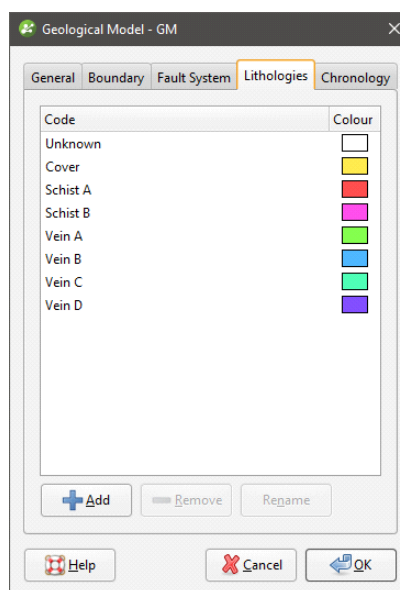 Geological Model - GM
General Boundary Fault System Lithologies Chronology
Code Colour
Unknown
Cover
Schist A
Schist B
Vein A
Vein B
Vein C
Vein D
Add Remove Rename
Help Cancel OK